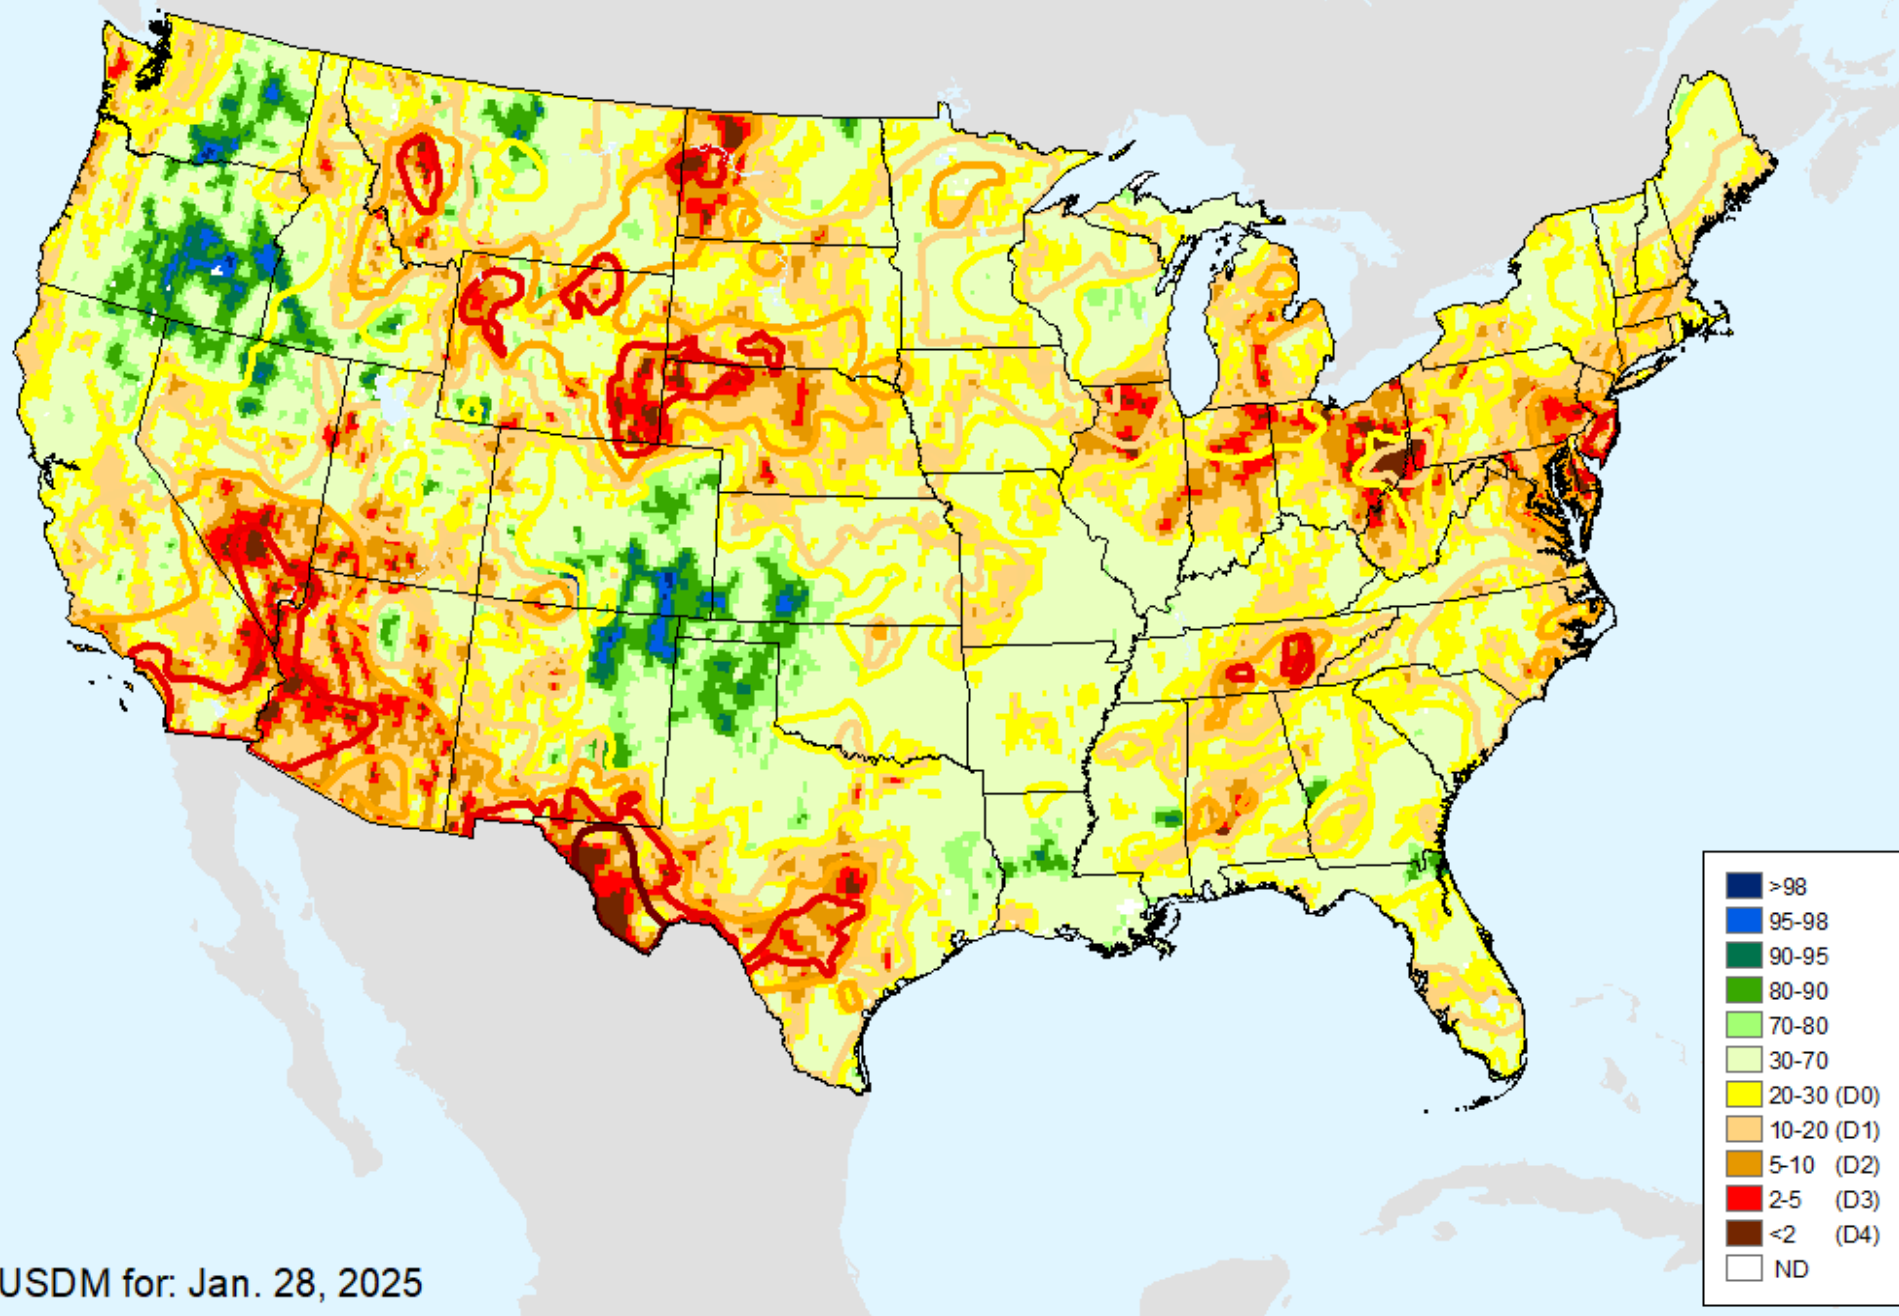 >98
95-98
90-95
80-90
70-80
30-70
20-30 (D0)
10-20 (D1)
5-10 (D2)
2-5 (D3)
<2 (D4)
ND
USDM for: Jan. 28, 2025